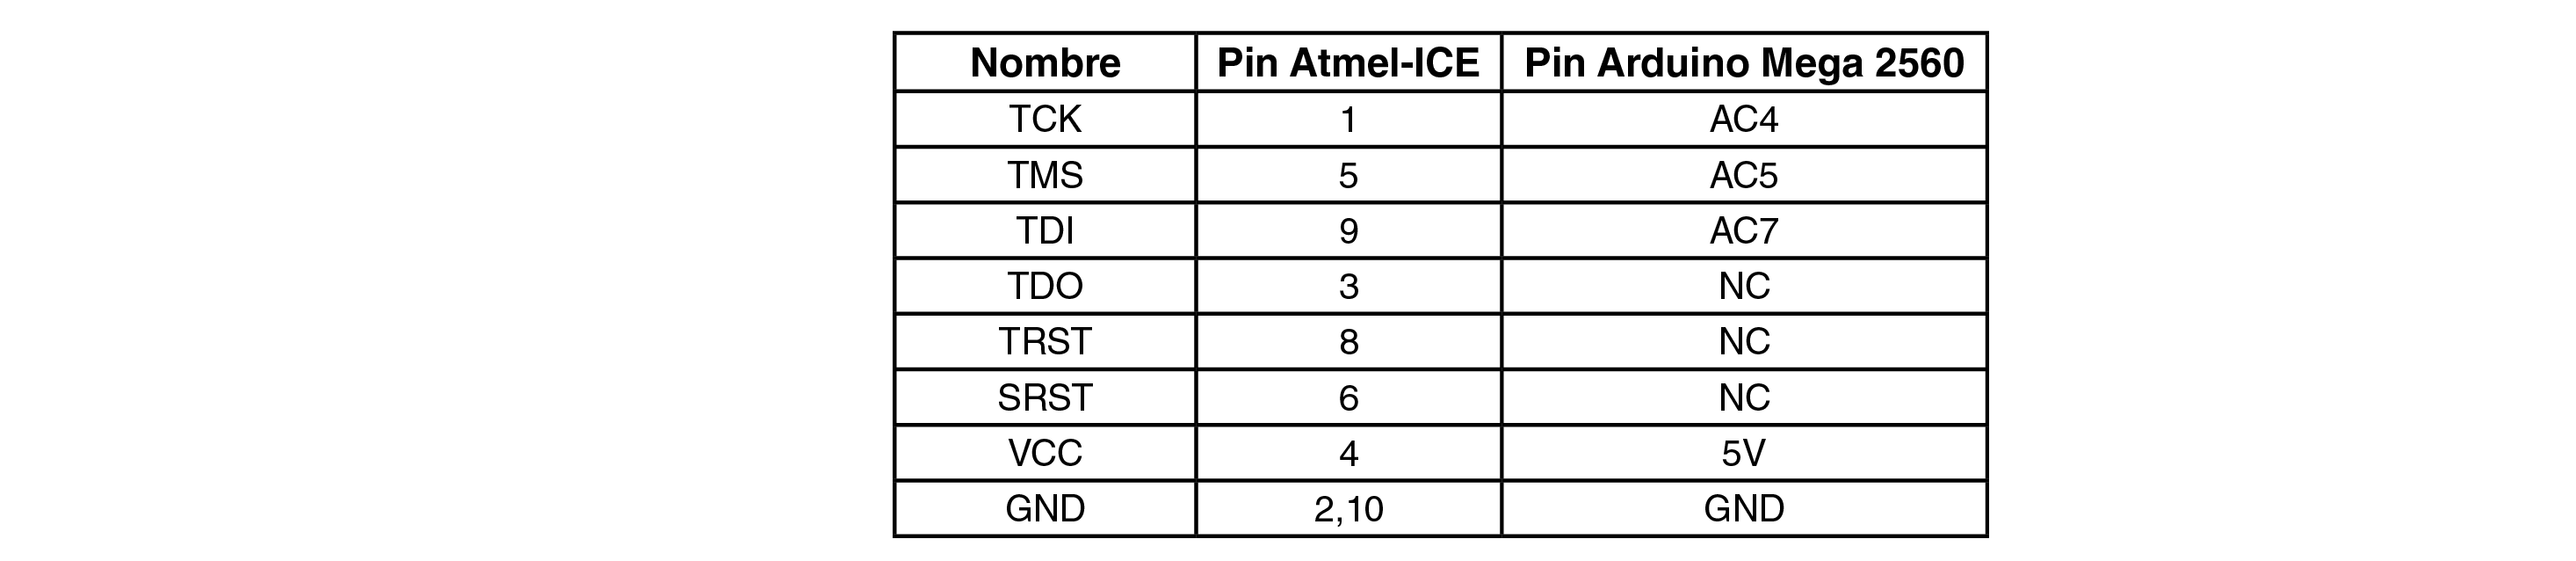 Nombre Pin Atmel-ICE Pin Arduino Mega 2560
TCK 1 AC4
TMS 5 AC5
TDI 9 AC7
TDO 3 NC
TRST 8 NC
SRST 6 NC
VCC 4 5V
GND 2,10 GND